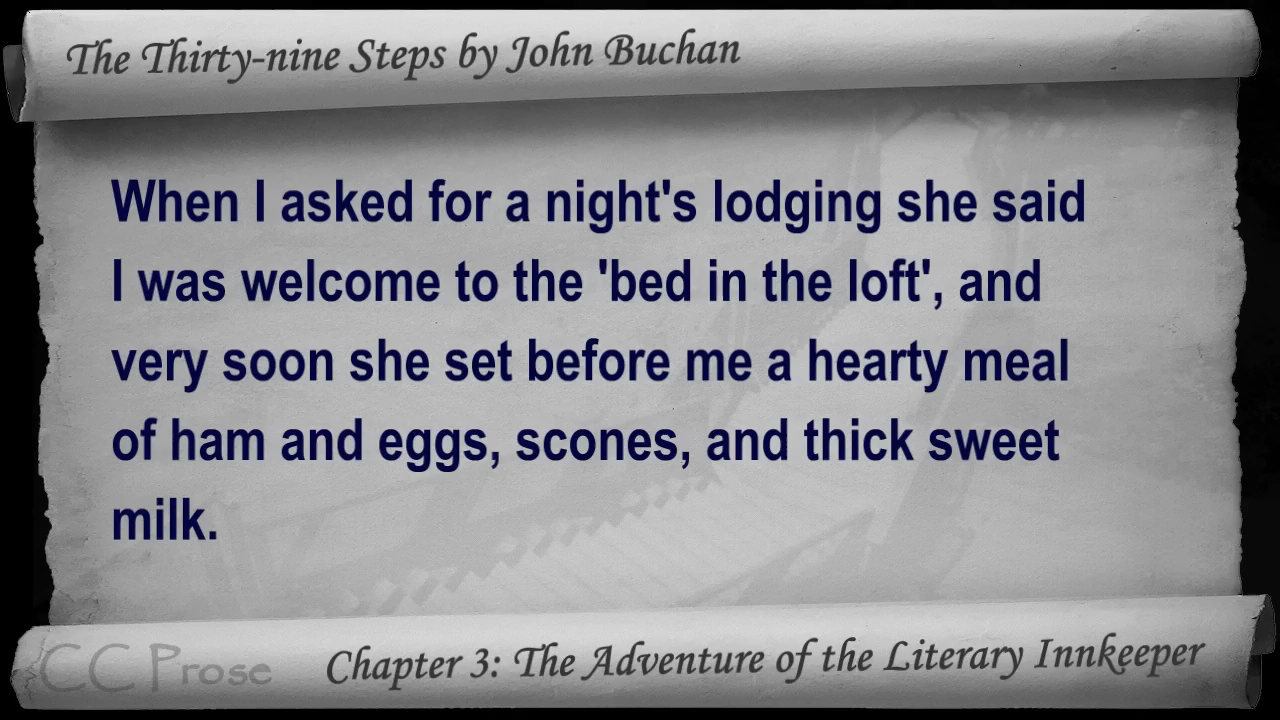 The Thirty-nine Steps by John Buchan
When I asked for a night's lodging she said
I was welcome to the 'bed in the loft', and
very soon she set before me a hearty meal
of ham and eggs, scones, and thick sweet
milk.
CC Prose
Chapter 3: The Adventure of the Literary Innkeeper